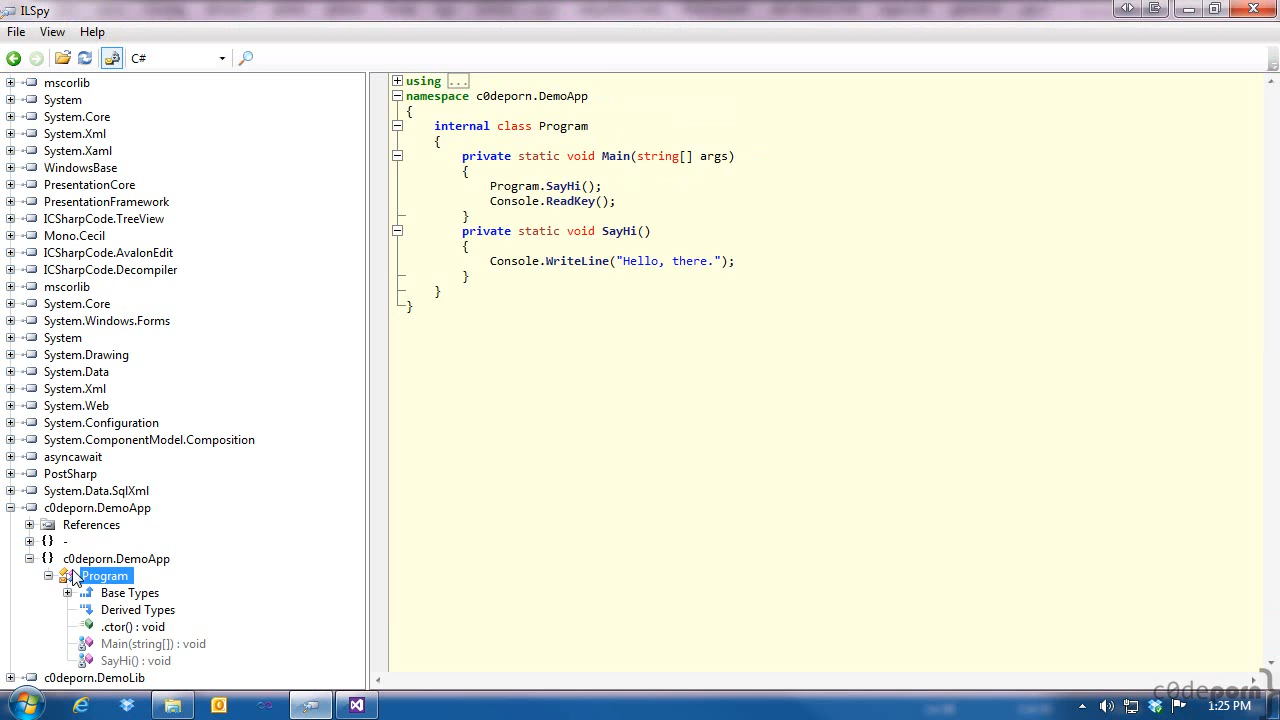 ILSpy
File View Help
C#
mscorlib
System
System.Core
System.Xml
System.Xaml
WindowsBase
PresentationCore
PresentationFramework
ICSharpCode.TreeView
Mono.Cecil
ICSharpCode.AvalonEdit
ICSharpCode.Decompiler
mscorlib
System.Core
System.Windows.Forms
System
System.Drawing
System.Data
System.Xml
System.Web
System.Configuration
System.ComponentModel.Composition
asyncawait
PostSharp
System.Data.SqlXml
c0deporn.DemoApp
References
{} -
{} c0deporn.DemoApp
Program
Base Types
Derived Types
.ctor() : void
Main(string[]) : void
SayHi() : void
c0deporn.DemoLib
using ...
namespace c0deporn.DemoApp
{
internal class Program
{
private static void Main(string[] args)
{
Program.SayHi();
Console.ReadKey();
}
private static void SayHi()
{
Console.WriteLine("Hello, there.");
}
}
}
c0deporn}
1:25 PM